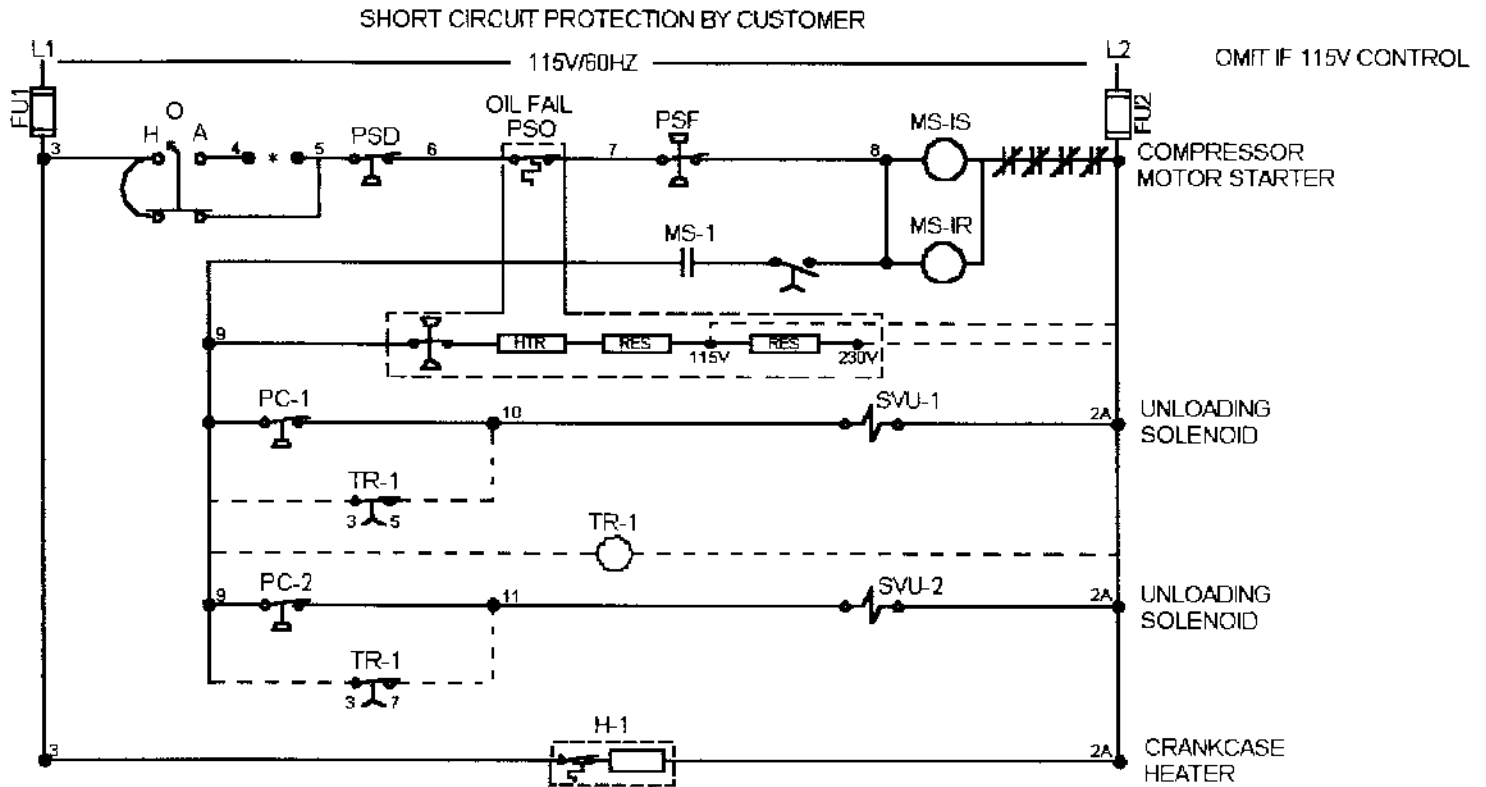 SHORT CIRCUIT PROTECTION BY CUSTOMER
L1
115V/60HZ
L2
OMIT IF 115V CONTROL
FU1
FU2
H O A
4
*
5
PSD
6
OIL FAIL
PSO
7
PSF
8
MS-IS
3
COMPRESSOR
MOTOR STARTER
MS-1
MS-IR
9
HTR
RES
115V
RES
230V
PC-1
10
SVU-1
2A
UNLOADING
SOLENOID
TR-1
3 5
TR-1
9
PC-2
11
SVU-2
2A
UNLOADING
SOLENOID
TR-1
3 7
3
H-1
2A
CRANKCASE
HEATER